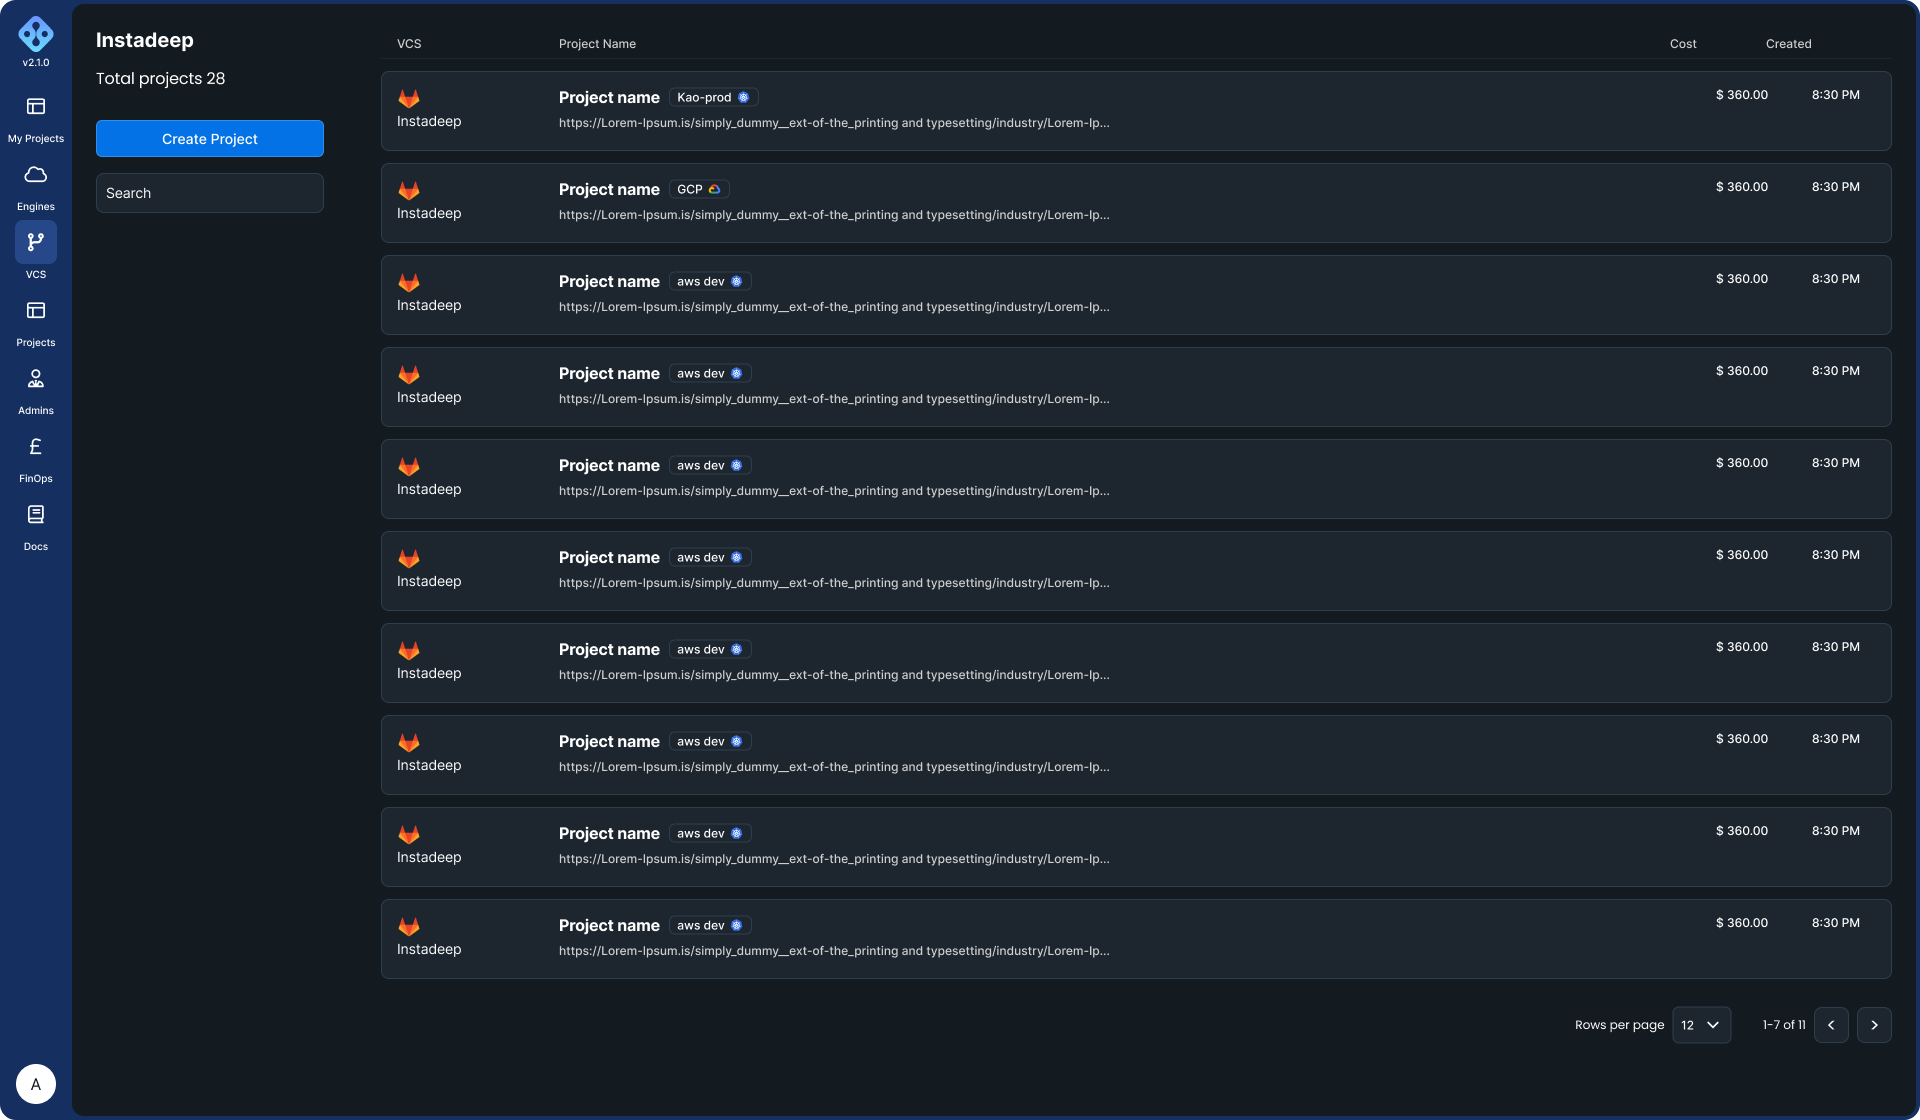 v2.1.0
My Projects
Engines
VCS
Projects
Admins
FinOps
Docs
A
Instadeep
Total projects 28
Create Project
Search
VCS Project Name Cost Created
Project name Kao-prod $ 360.00 8:30 PM
Instadeep https://Lorem-Ipsum.is/simply_dummy__ext-of-the_printing and typesetting/industry/Lorem-Ip...
Project name GCP $ 360.00 8:30 PM
Instadeep https://Lorem-Ipsum.is/simply_dummy__ext-of-the_printing and typesetting/industry/Lorem-Ip...
Project name aws dev $ 360.00 8:30 PM
Instadeep https://Lorem-Ipsum.is/simply_dummy__ext-of-the_printing and typesetting/industry/Lorem-Ip...
Project name aws dev $ 360.00 8:30 PM
Instadeep https://Lorem-Ipsum.is/simply_dummy__ext-of-the_printing and typesetting/industry/Lorem-Ip...
Project name aws dev $ 360.00 8:30 PM
Instadeep https://Lorem-Ipsum.is/simply_dummy__ext-of-the_printing and typesetting/industry/Lorem-Ip...
Project name aws dev $ 360.00 8:30 PM
Instadeep https://Lorem-Ipsum.is/simply_dummy__ext-of-the_printing and typesetting/industry/Lorem-Ip...
Project name aws dev $ 360.00 8:30 PM
Instadeep https://Lorem-Ipsum.is/simply_dummy__ext-of-the_printing and typesetting/industry/Lorem-Ip...
Project name aws dev $ 360.00 8:30 PM
Instadeep https://Lorem-Ipsum.is/simply_dummy__ext-of-the_printing and typesetting/industry/Lorem-Ip...
Project name aws dev $ 360.00 8:30 PM
Instadeep https://Lorem-Ipsum.is/simply_dummy__ext-of-the_printing and typesetting/industry/Lorem-Ip...
Project name aws dev $ 360.00 8:30 PM
Instadeep https://Lorem-Ipsum.is/simply_dummy__ext-of-the_printing and typesetting/industry/Lorem-Ip...
Rows per page 12 1-7 of 11